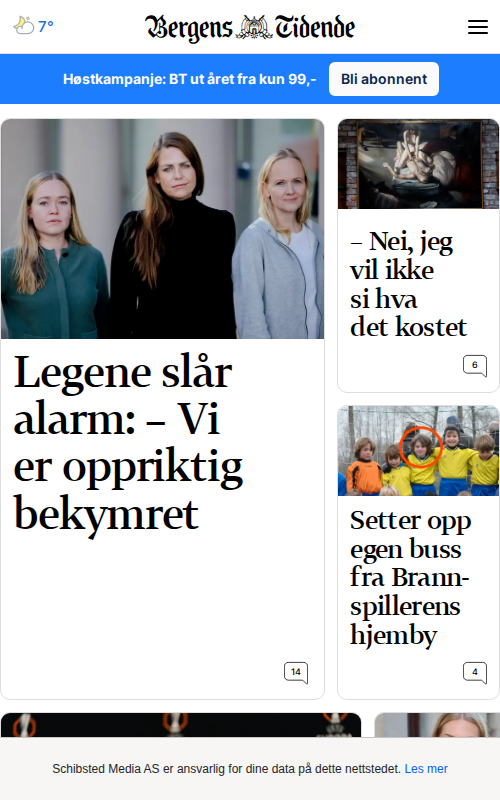 7°
Bergens Tidende
Høstkampanje: BT ut året fra kun 99,-
Bli abonnent
Legene slår
alarm: – Vi
er oppriktig
bekymret
14
– Nei, jeg
vil ikke
si hva
det kostet
6
Setter opp
egen buss
fra Brann-
spillerens
hjemby
4
Schibsted Media AS er ansvarlig for dine data på dette nettstedet. Les mer